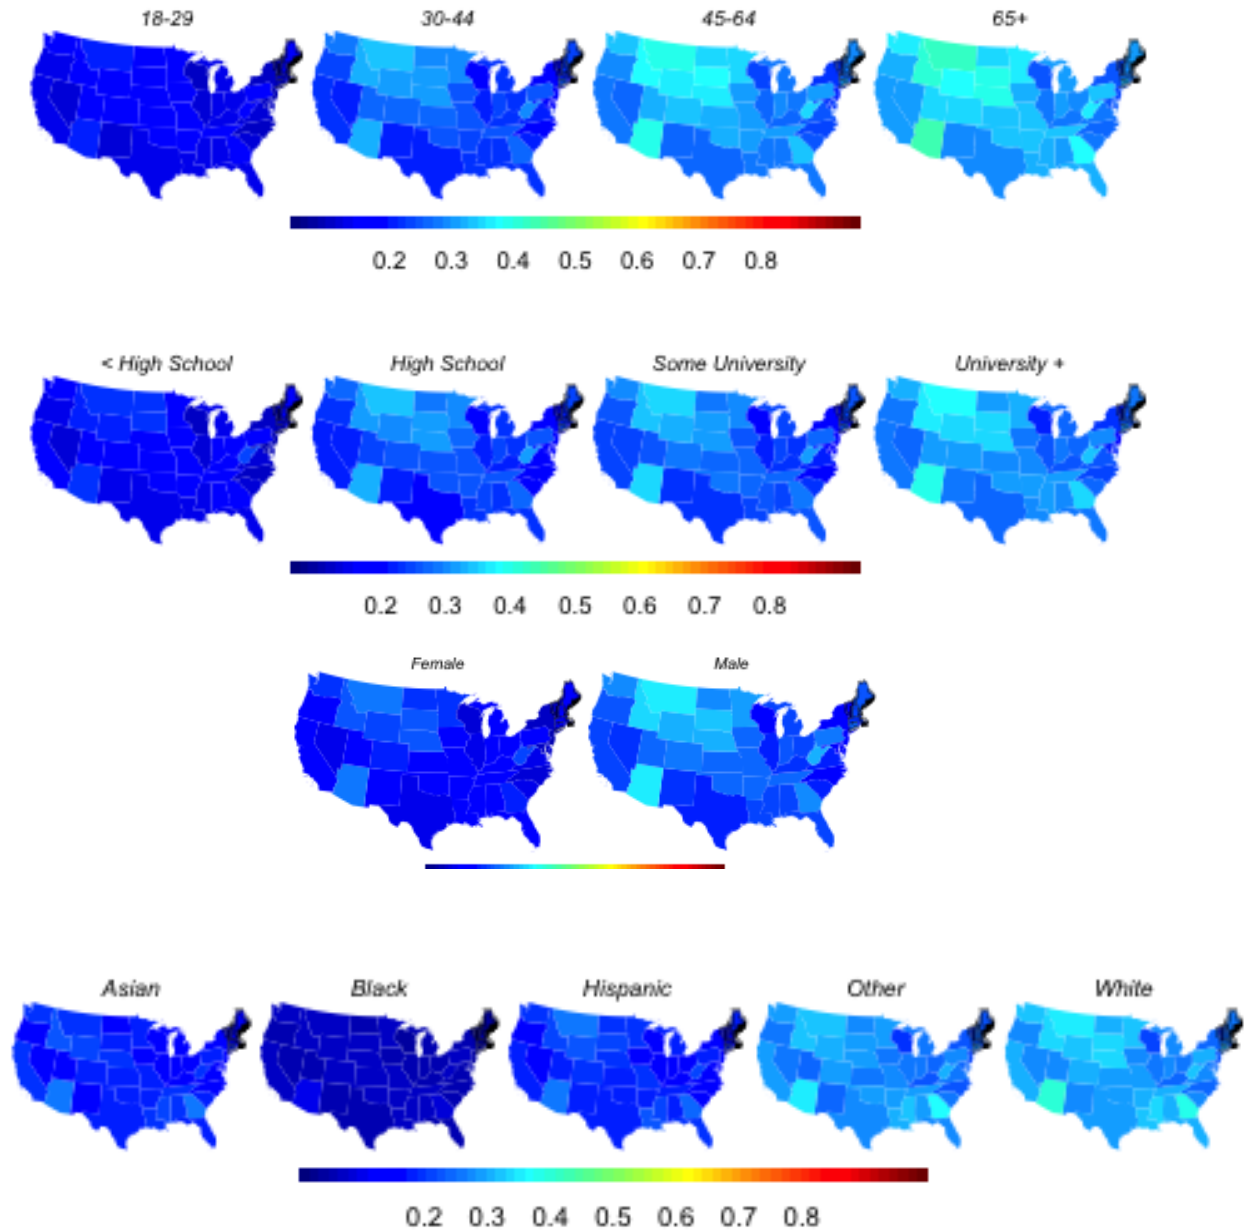 18-29 30-44 45-64 65+
0.2 0.3 0.4 0.5 0.6 0.7 0.8
< High School High School Some University University +
0.2 0.3 0.4 0.5 0.6 0.7 0.8
Female Male
Asian Black Hispanic Other White
0.2 0.3 0.4 0.5 0.6 0.7 0.8